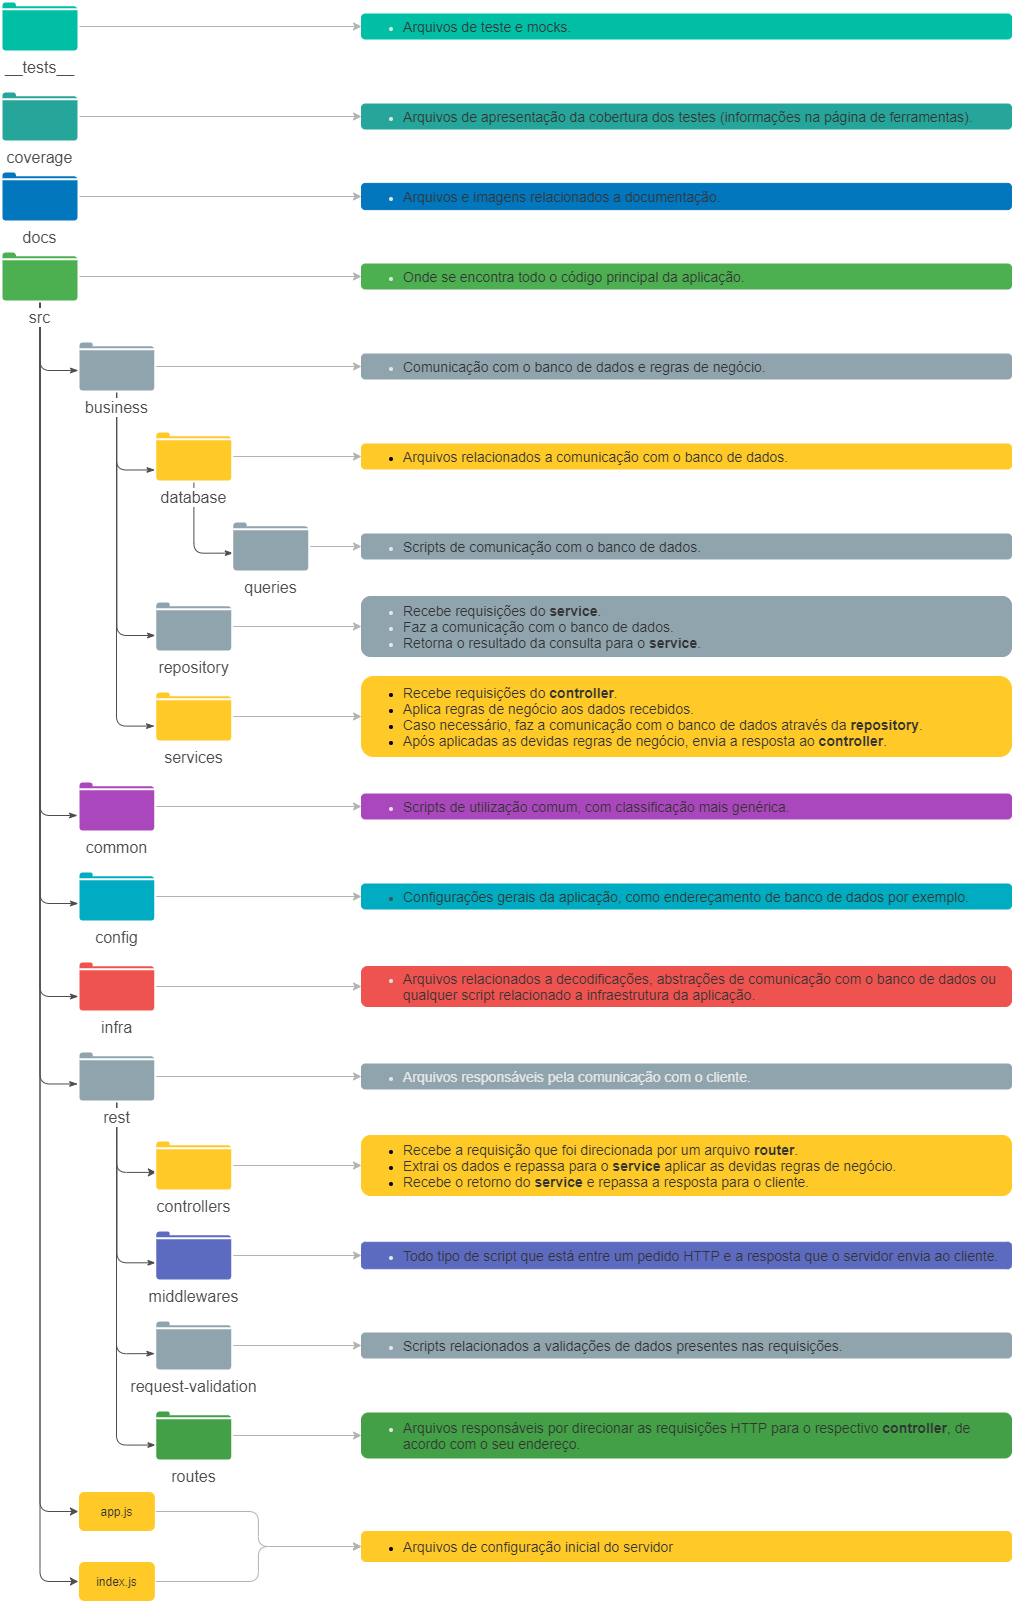 Arquivos de teste e mocks.
__tests__
Arquivos de apresentação da cobertura dos testes (informações na página de ferramentas).
coverage
Arquivos e imagens relacionados a documentação.
docs
Onde se encontra todo o código principal da aplicação.
src
Comunicação com o banco de dados e regras de negócio.
business
Arquivos relacionados a comunicação com o banco de dados.
database
Scripts de comunicação com o banco de dados.
queries
Recebe requisições do service.
Faz a comunicação com o banco de dados.
Retorna o resultado da consulta para o service.
repository
Recebe requisições do controller.
Aplica regras de negócio aos dados recebidos.
Caso necessário, faz a comunicação com o banco de dados através da repository.
Após aplicadas as devidas regras de negócio, envia a resposta ao controller.
services
Scripts de utilização comum, com classificação mais genérica.
common
Configurações gerais da aplicação, como endereçamento de banco de dados por exemplo.
config
Arquivos relacionados a decodificações, abstrações de comunicação com o banco de dados ou
qualquer script relacionado a infraestrutura da aplicação.
infra
Arquivos responsáveis pela comunicação com o cliente.
rest
Recebe a requisição que foi direcionada por um arquivo router.
Extrai os dados e repassa para o service aplicar as devidas regras de negócio.
Recebe o retorno do service e repassa a resposta para o cliente.
controllers
Todo tipo de script que está entre um pedido HTTP e a resposta que o servidor envia ao cliente.
middlewares
Scripts relacionados a validações de dados presentes nas requisições.
request-validation
Arquivos responsáveis por direcionar as requisições HTTP para o respectivo controller, de
acordo com o seu endereço.
routes
app.js
Arquivos de configuração inicial do servidor
index.js